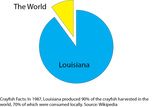 The World
Louisiana
Crayfish Facts: In 1987, Louisiana produced 90% of the crayfish harvested in
the world, 70% of which were consumed locally. Source: Wikipedia